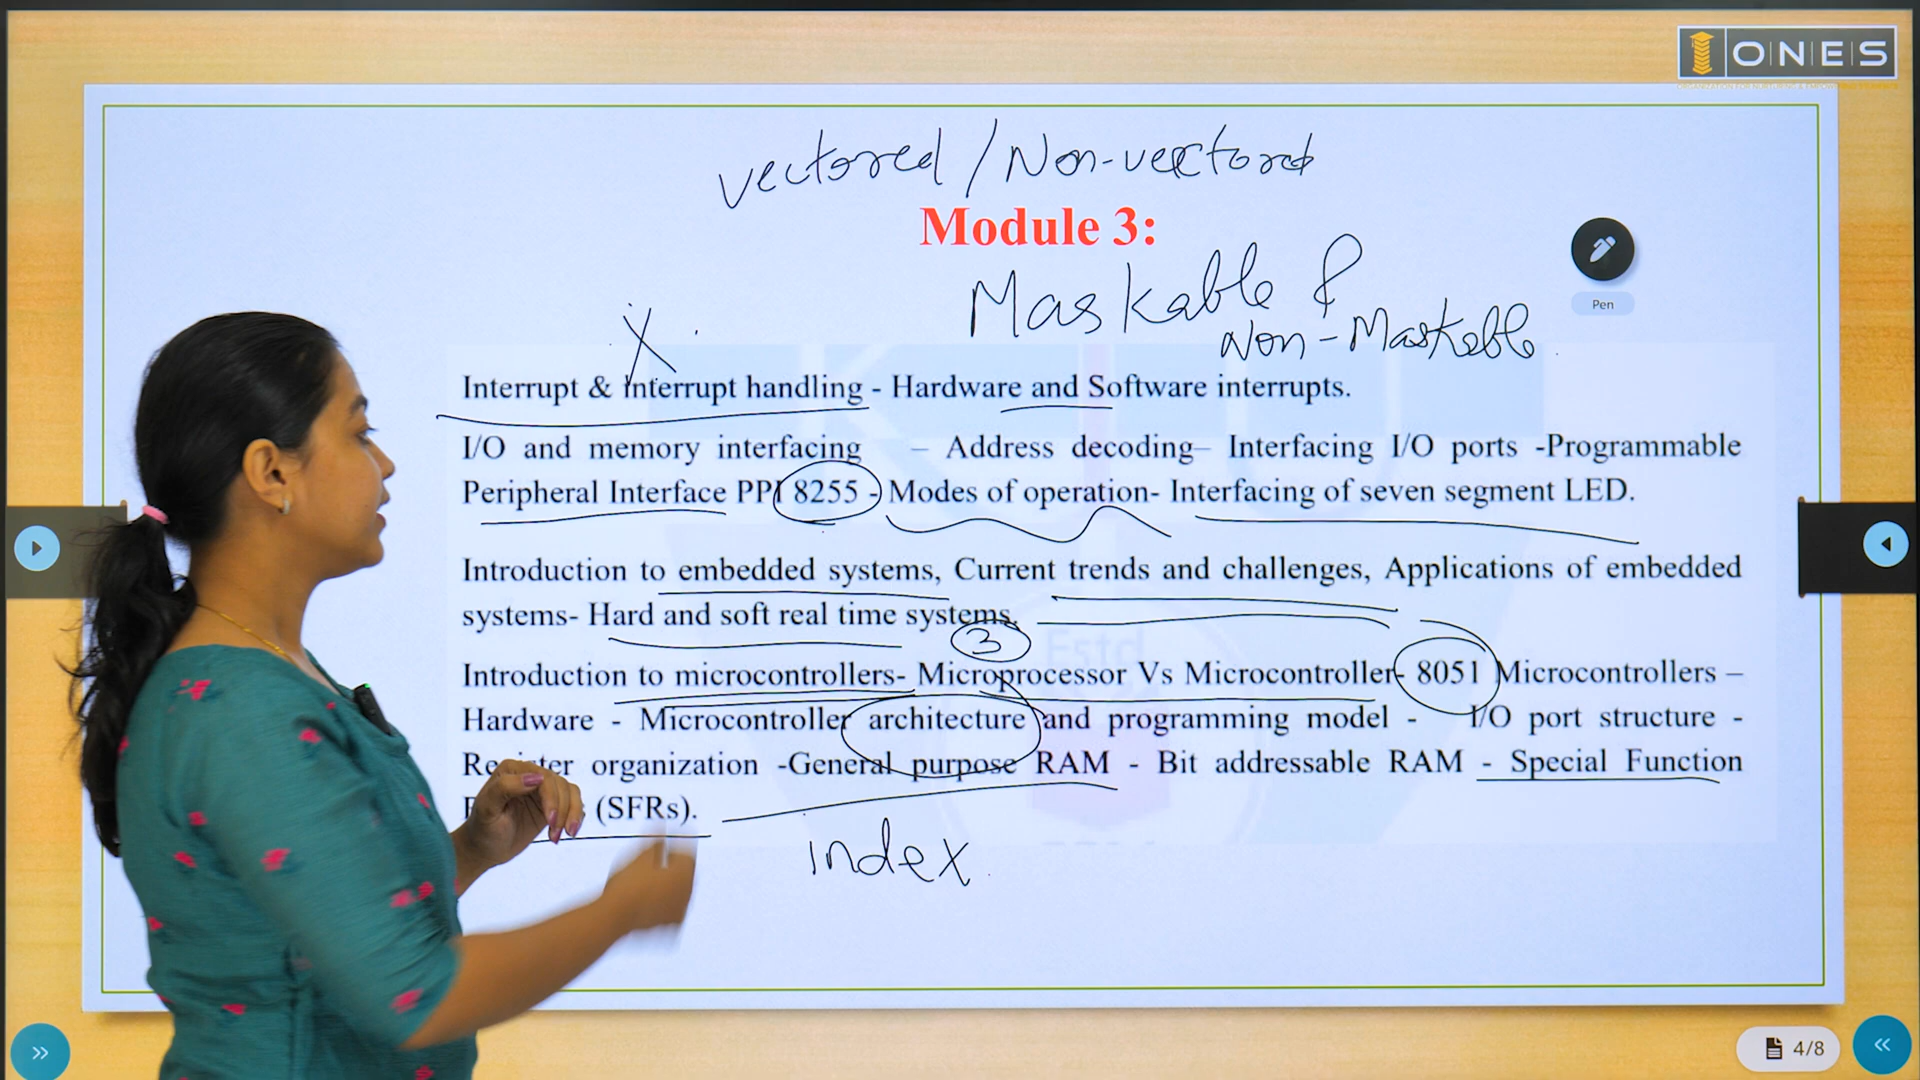 ONES
vectored / Non-vectored
Module 3:
Maskable &
Non-Maskable
Pen
X
Interrupt & Interrupt handling - Hardware and Software interrupts.
I/O and memory interfacing – Address decoding– Interfacing I/O ports -Programmable
Peripheral Interface PPI 8255 - Modes of operation- Interfacing of seven segment LED.
Introduction to embedded systems, Current trends and challenges, Applications of embedded
systems- Hard and soft real time systems.
3
Estd
Introduction to microcontrollers- Microprocessor Vs Microcontroller- 8051 Microcontrollers –
Hardware - Microcontroller architecture and programming model - I/O port structure -
organization -General purpose RAM - Bit addressable RAM - Special Function
(SFRs).
index
4/8